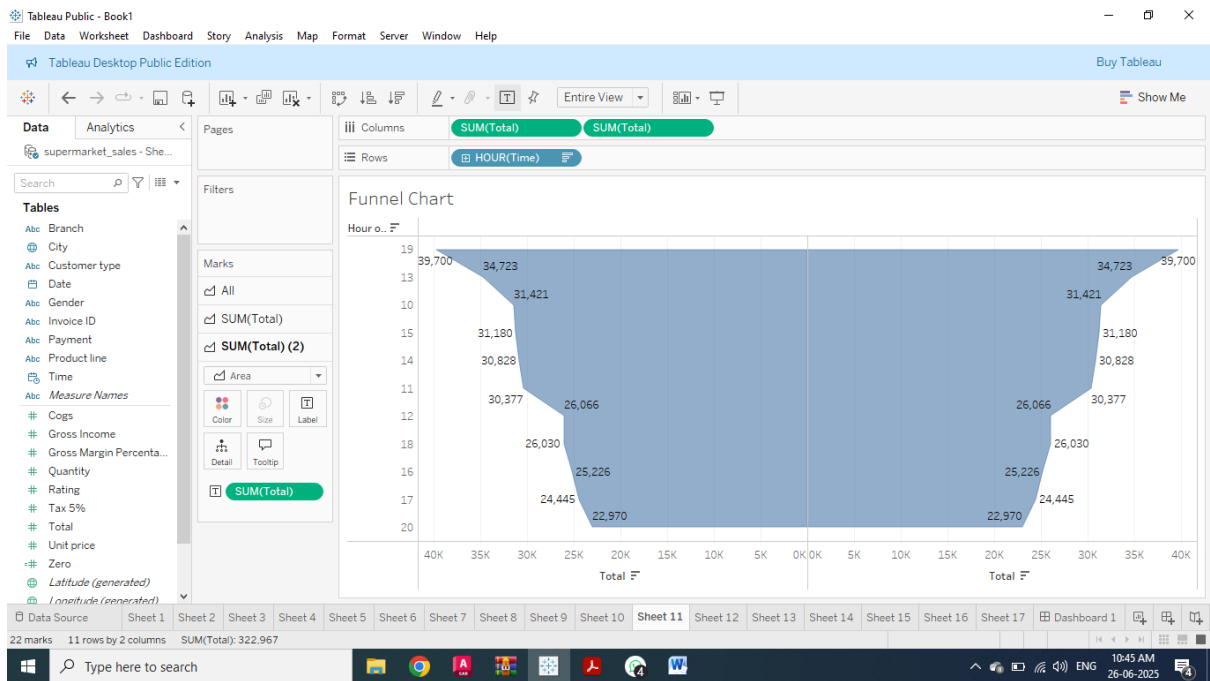 Tableau Public - Book1
File Data Worksheet Dashboard Story Analysis Map Format Server Window Help
Tableau Desktop Public Edition Buy Tableau
Entire View Show Me
Data Analytics
supermarket_sales - She...
Search
Tables
Abc Branch
City
Abc Customer type
Date
Abc Gender
Abc Invoice ID
Abc Payment
Abc Product line
Time
Abc Measure Names
# Cogs
# Gross Income
# Gross Margin Percenta...
# Quantity
# Rating
# Tax 5%
# Total
# Unit price
=# Zero
Latitude (generated)
Longitude (generated)
Pages
Filters
Marks
All
SUM(Total)
SUM(Total) (2)
Area
Color Size Label
Detail Tooltip
SUM(Total)
Columns SUM(Total) SUM(Total)
Rows HOUR(Time)
Funnel Chart
Hour o..
19
39,700 34,723 34,723 39,700
13
31,421 31,421
10
15 31,180 31,180
14 30,828 30,828
11
30,377 30,377
26,066 26,066
12
18 26,030 26,030
16 25,226 25,226
17 24,445 24,445
22,970 22,970
20
40K 35K 30K 25K 20K 15K 10K 5K 0K 0K 5K 10K 15K 20K 25K 30K 35K 40K
Total Total
Data Source Sheet 1 Sheet 2 Sheet 3 Sheet 4 Sheet 5 Sheet 6 Sheet 7 Sheet 8 Sheet 9 Sheet 10 Sheet 11 Sheet 12 Sheet 13 Sheet 14 Sheet 15 Sheet 16 Sheet 17 Dashboard 1
22 marks 11 rows by 2 columns SUM(Total): 322,967
Type here to search
ENG
10:45 AM
26-06-2025